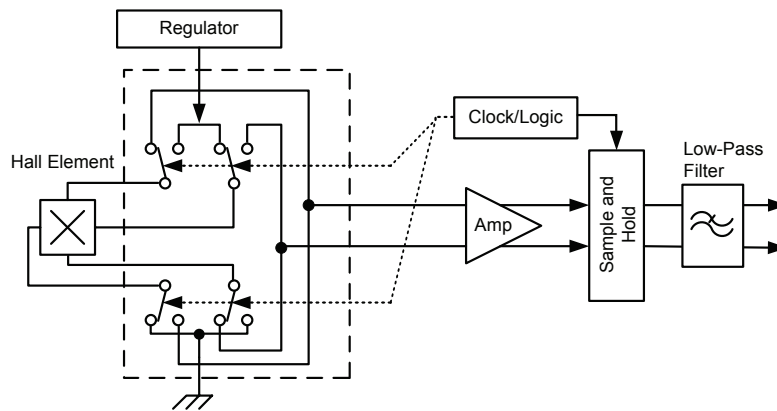 Regulator
Clock/Logic
Hall Element
Low-Pass
Filter
Amp
Sample and
Hold